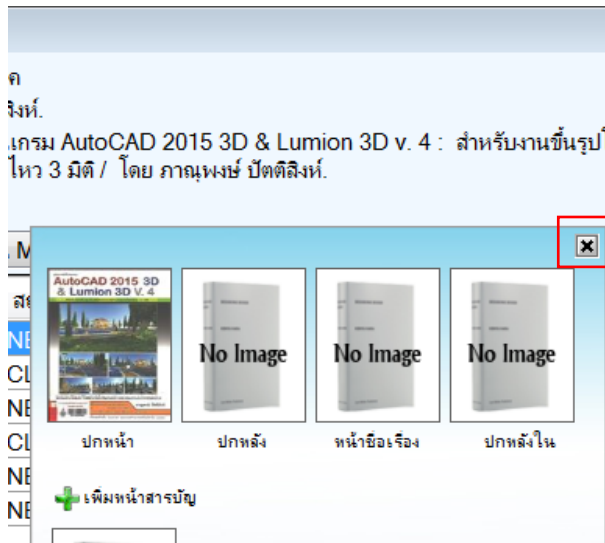 ค
สิงห์.
แกรม AutoCAD 2015 3D & Lumion 3D v. 4 : สำหรับงานขึ้นรูป
ไหว 3 มิติ / โดย ภาณุพงษ์ ปัตติสิงห์.
M
AutoCAD 2015 3D
& Lumion 3D V. 4
No Image
No Image
No Image
ปกหน้า ปกหลัง หน้าชื่อเรื่อง ปกหลังใน
NE
CL
NE
CL
NE
NE
เพิ่มหน้าสารบัญ